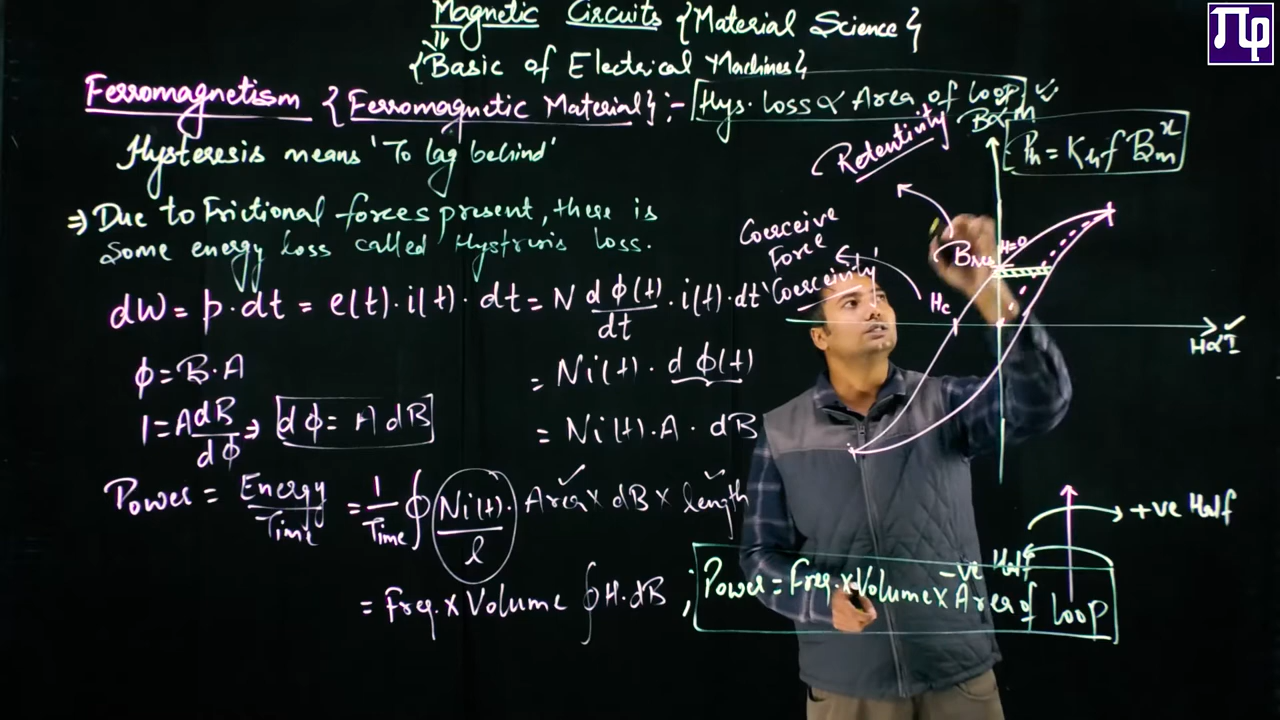 Magnetic Circuits {Material Science}
⇓
{Basic of Electrical Machines}
Πφ
Ferromagnetism {Ferromagnetic Material} :- Hys. loss ∝ Area of loop ✓
Hysteresis means 'To lag behind'
⇒ Due to Frictional forces present, there is
some energy loss called Hystresis loss.
dW = p·dt = e(t)·i(t)·dt = N dφ(t)/dt ·i(t)·dt
φ = B·A
= Ni(t)· dφ(t)
1 = A dB/dφ ⇒ dφ = A dB
= Ni(t)·A·dB
Power = Energy/Time = 1/Time ∮ Ni(t)/l · Area × dB × length
= Freq. × Volume ∮ H·dB ; Power = Freq. × Volume × Area of loop
Retentivity
Ph = Kh f Bm^x
Coerceive
Force
'Coercivity'
Bres
H=0
Hc
H∝I
+ve Half
-ve Half